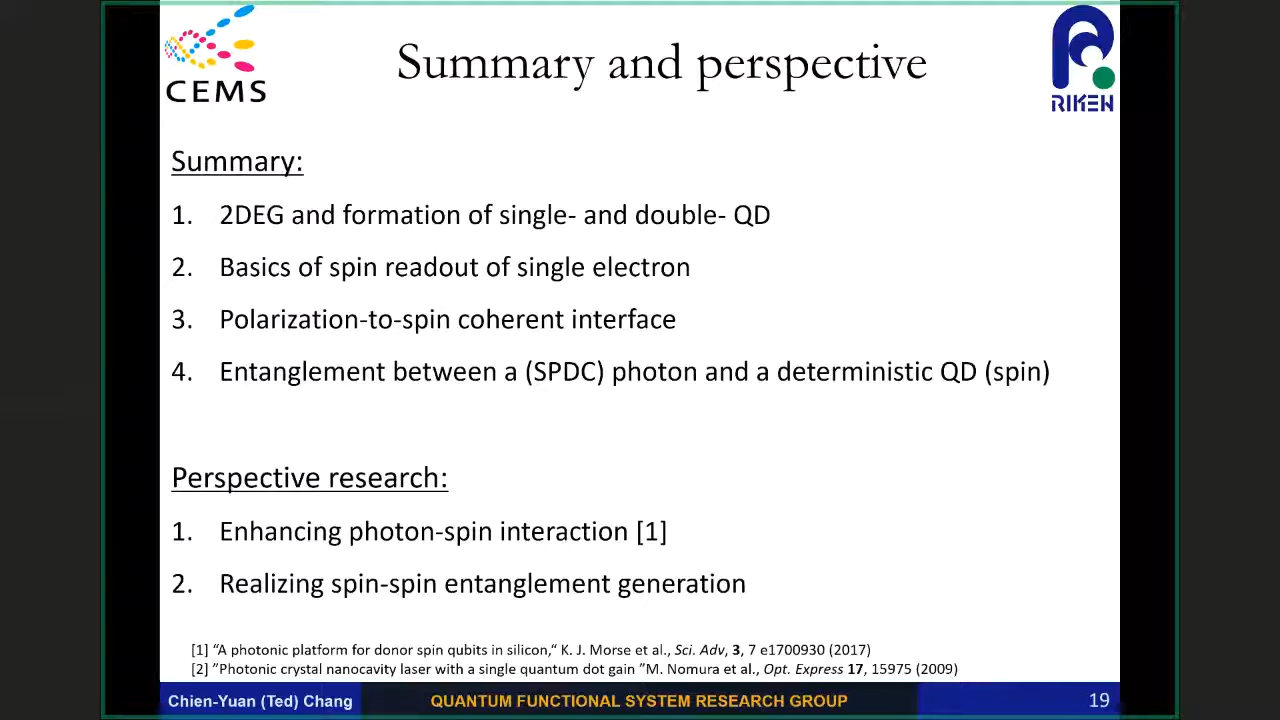 CEMS
Summary and perspective
RIKEN
Summary:
1. 2DEG and formation of single- and double- QD
2. Basics of spin readout of single electron
3. Polarization-to-spin coherent interface
4. Entanglement between a (SPDC) photon and a deterministic QD (spin)
Perspective research:
1. Enhancing photon-spin interaction [1]
2. Realizing spin-spin entanglement generation
[1] “A photonic platform for donor spin qubits in silicon,“ K. J. Morse et al., Sci. Adv, 3, 7 e1700930 (2017)
[2] ”Photonic crystal nanocavity laser with a single quantum dot gain ”M. Nomura et al., Opt. Express 17, 15975 (2009)
Chien-Yuan (Ted) Chang QUANTUM FUNCTIONAL SYSTEM RESEARCH GROUP 19